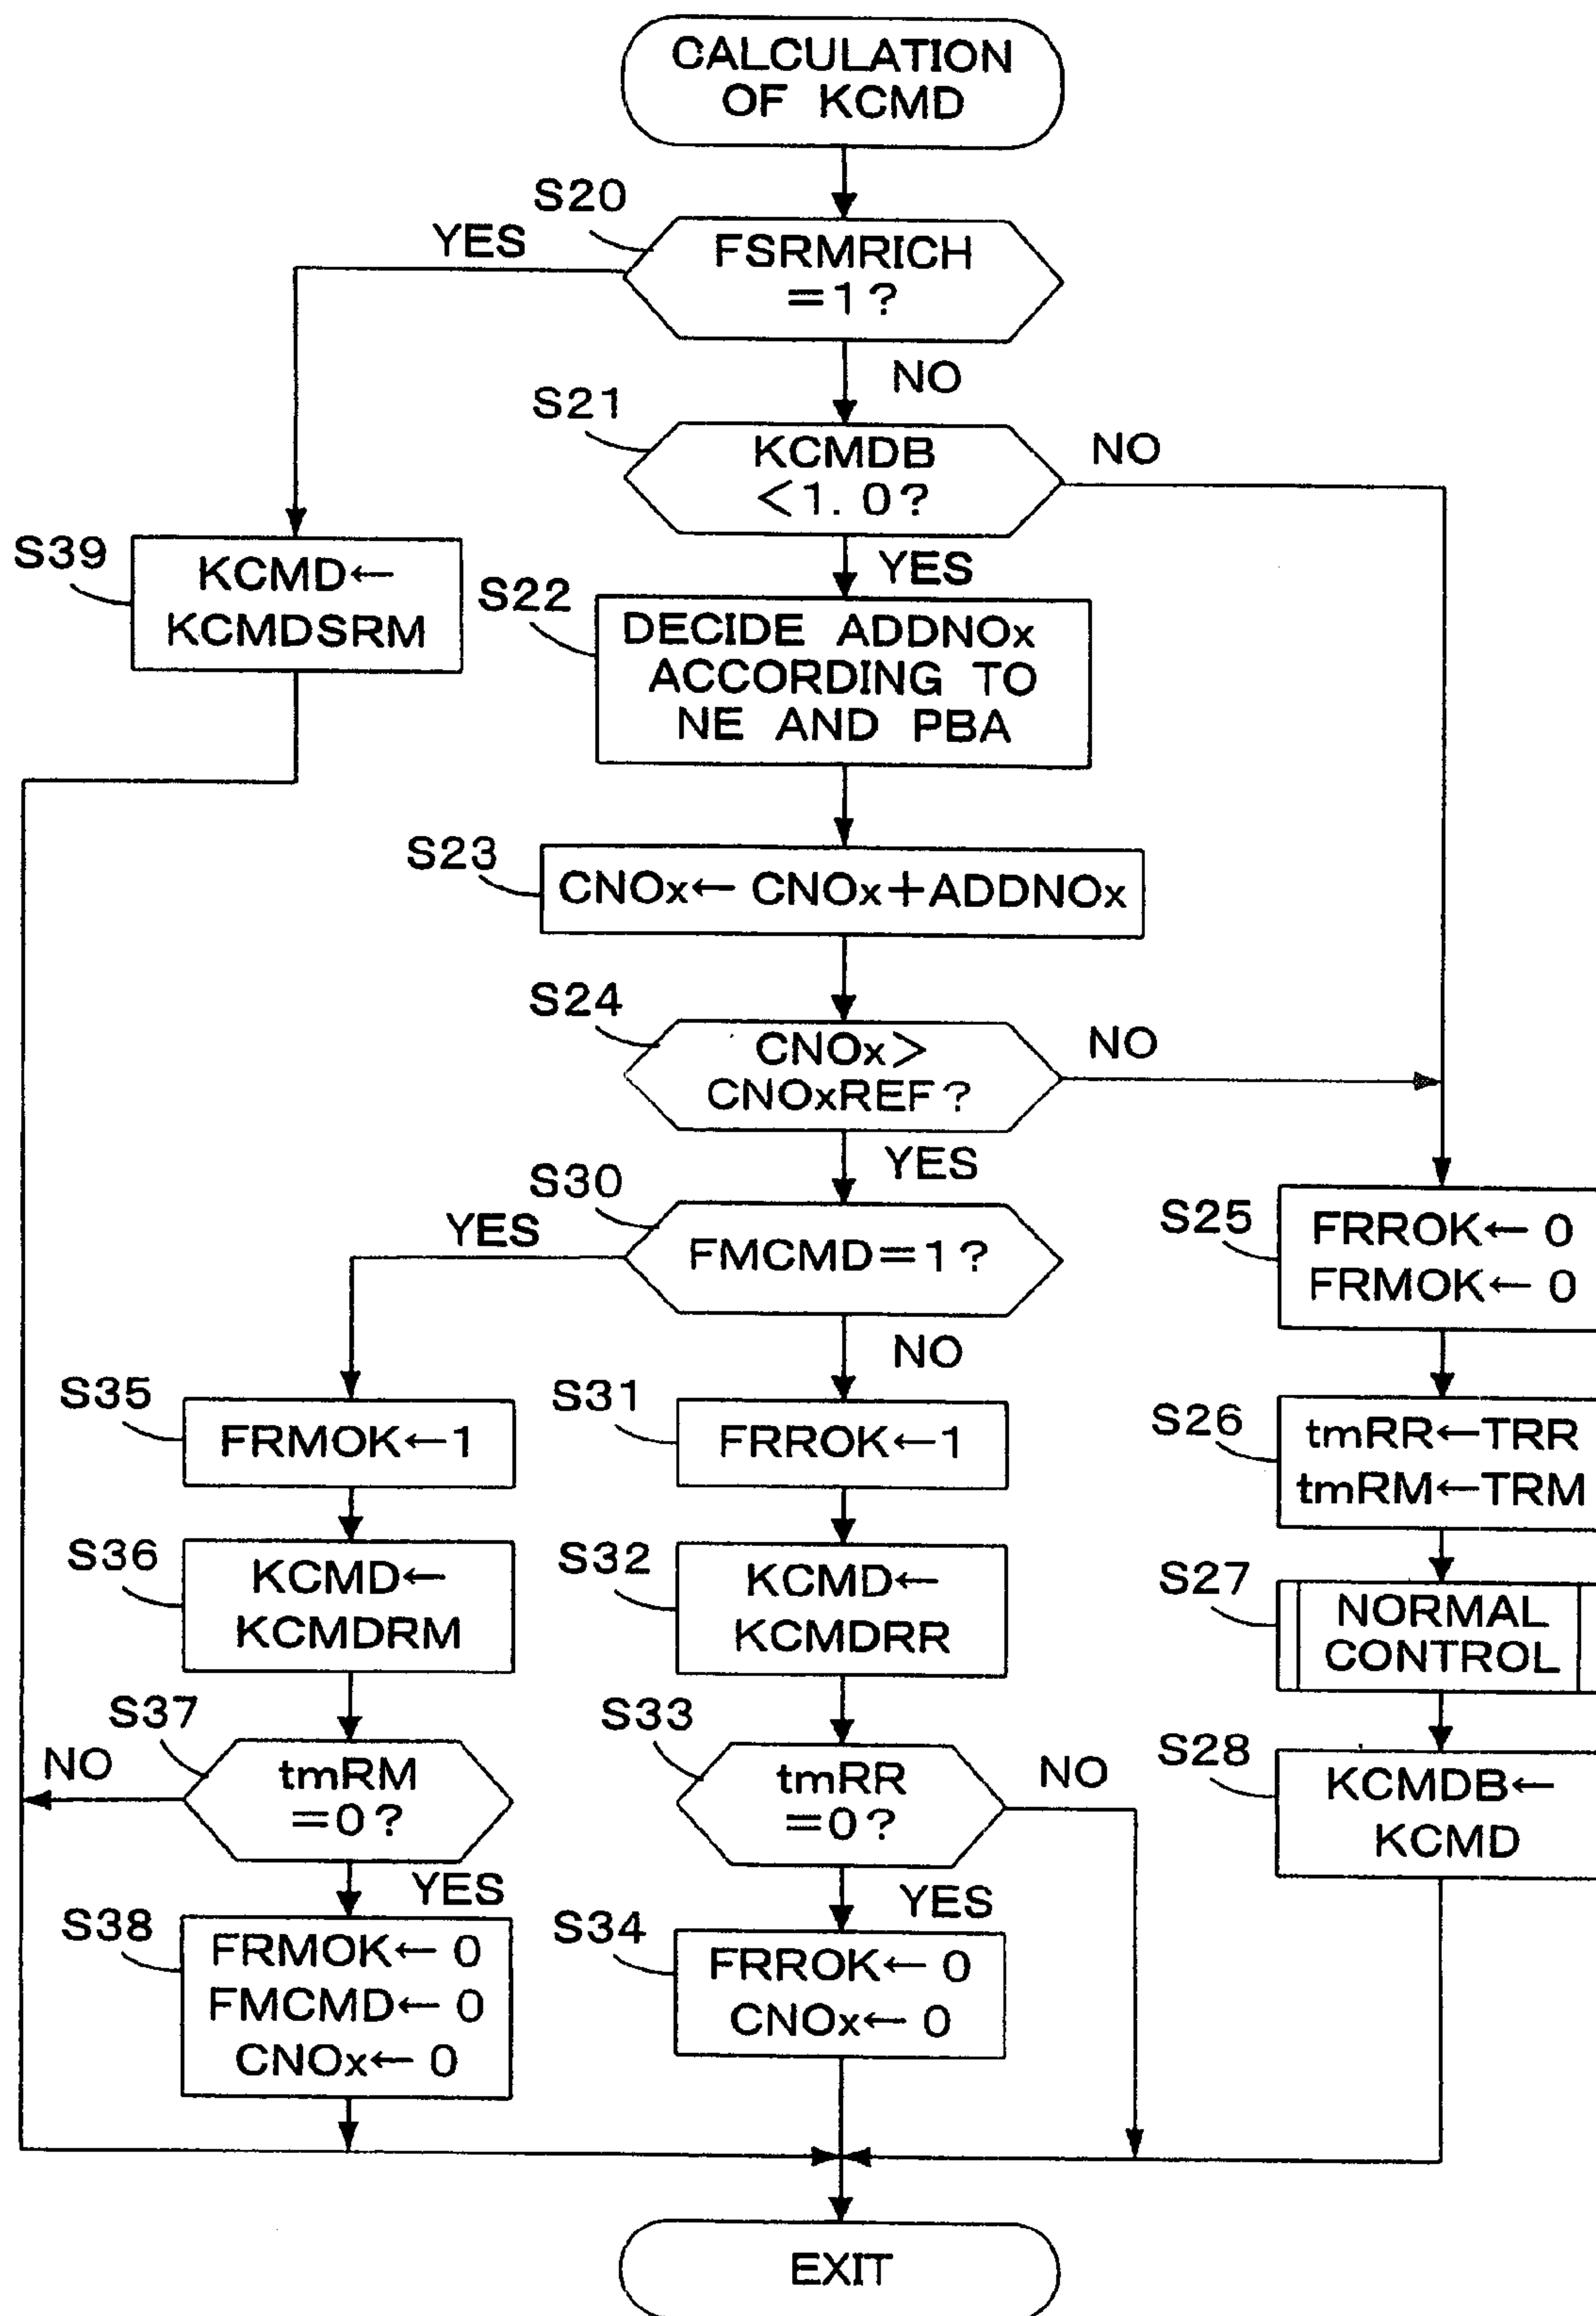 CALCULATION
OF KCMD
S20
YES
FSRMRICH
=1?
NO
S21
KCMDB
<1.0?
NO
YES
S39
KCMD←
KCMDSRM
S22
DECIDE ADDNOx
ACCORDING TO
NE AND PBA
S23
CNOx← CNOx+ADDNOx
S24
CNOx>
CNOxREF?
NO
YES
S30
YES
FMCMD=1?
NO
S25
FRROK← 0
FRMOK← 0
S35
FRMOK←1
S31
FRROK←1
S26
tmRR←TRR
tmRM←TRM
S36
KCMD←
KCMDRM
S32
KCMD←
KCMDRR
S27
NORMAL
CONTROL
S37
NO
tmRM
=0?
YES
S33
tmRR
=0?
NO
YES
S28
KCMDB←
KCMD
S38
FRMOK← 0
FMCMD← 0
CNOx← 0
S34
FRROK← 0
CNOx← 0
EXIT